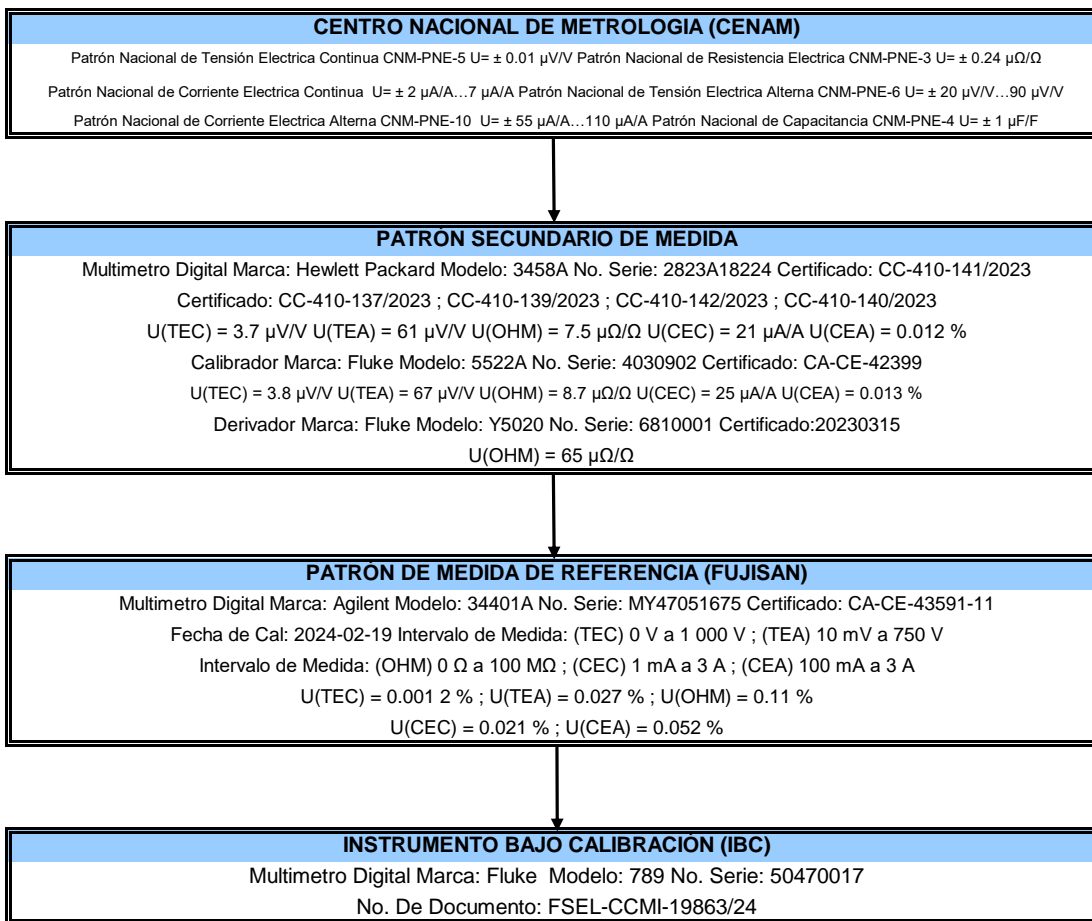 CENTRO NACIONAL DE METROLOGIA (CENAM)
Patrón Nacional de Tensión Electrica Continua CNM-PNE-5 U= ± 0.01 µV/V Patrón Nacional de Resistencia Electrica CNM-PNE-3 U= ± 0.24 µΩ/Ω
Patrón Nacional de Corriente Electrica Continua U= ± 2 µA/A…7 µA/A Patrón Nacional de Tensión Electrica Alterna CNM-PNE-6 U= ± 20 µV/V…90 µV/V
Patrón Nacional de Corriente Electrica Alterna CNM-PNE-10 U= ± 55 µA/A…110 µA/A Patrón Nacional de Capacitancia CNM-PNE-4 U= ± 1 µF/F
PATRÓN SECUNDARIO DE MEDIDA
Multimetro Digital Marca: Hewlett Packard Modelo: 3458A No. Serie: 2823A18224 Certificado: CC-410-141/2023
Certificado: CC-410-137/2023 ; CC-410-139/2023 ; CC-410-142/2023 ; CC-410-140/2023
U(TEC) = 3.7 µV/V U(TEA) = 61 µV/V U(OHM) = 7.5 µΩ/Ω U(CEC) = 21 µA/A U(CEA) = 0.012 %
Calibrador Marca: Fluke Modelo: 5522A No. Serie: 4030902 Certificado: CA-CE-42399
U(TEC) = 3.8 µV/V U(TEA) = 67 µV/V U(OHM) = 8.7 µΩ/Ω U(CEC) = 25 µA/A U(CEA) = 0.013 %
Derivador Marca: Fluke Modelo: Y5020 No. Serie: 6810001 Certificado:20230315
U(OHM) = 65 µΩ/Ω
PATRÓN DE MEDIDA DE REFERENCIA (FUJISAN)
Multimetro Digital Marca: Agilent Modelo: 34401A No. Serie: MY47051675 Certificado: CA-CE-43591-11
Fecha de Cal: 2024-02-19 Intervalo de Medida: (TEC) 0 V a 1 000 V ; (TEA) 10 mV a 750 V
Intervalo de Medida: (OHM) 0 Ω a 100 MΩ ; (CEC) 1 mA a 3 A ; (CEA) 100 mA a 3 A
U(TEC) = 0.001 2 % ; U(TEA) = 0.027 % ; U(OHM) = 0.11 %
U(CEC) = 0.021 % ; U(CEA) = 0.052 %
INSTRUMENTO BAJO CALIBRACIÓN (IBC)
Multimetro Digital Marca: Fluke Modelo: 789 No. Serie: 50470017
No. De Documento: FSEL-CCMI-19863/24